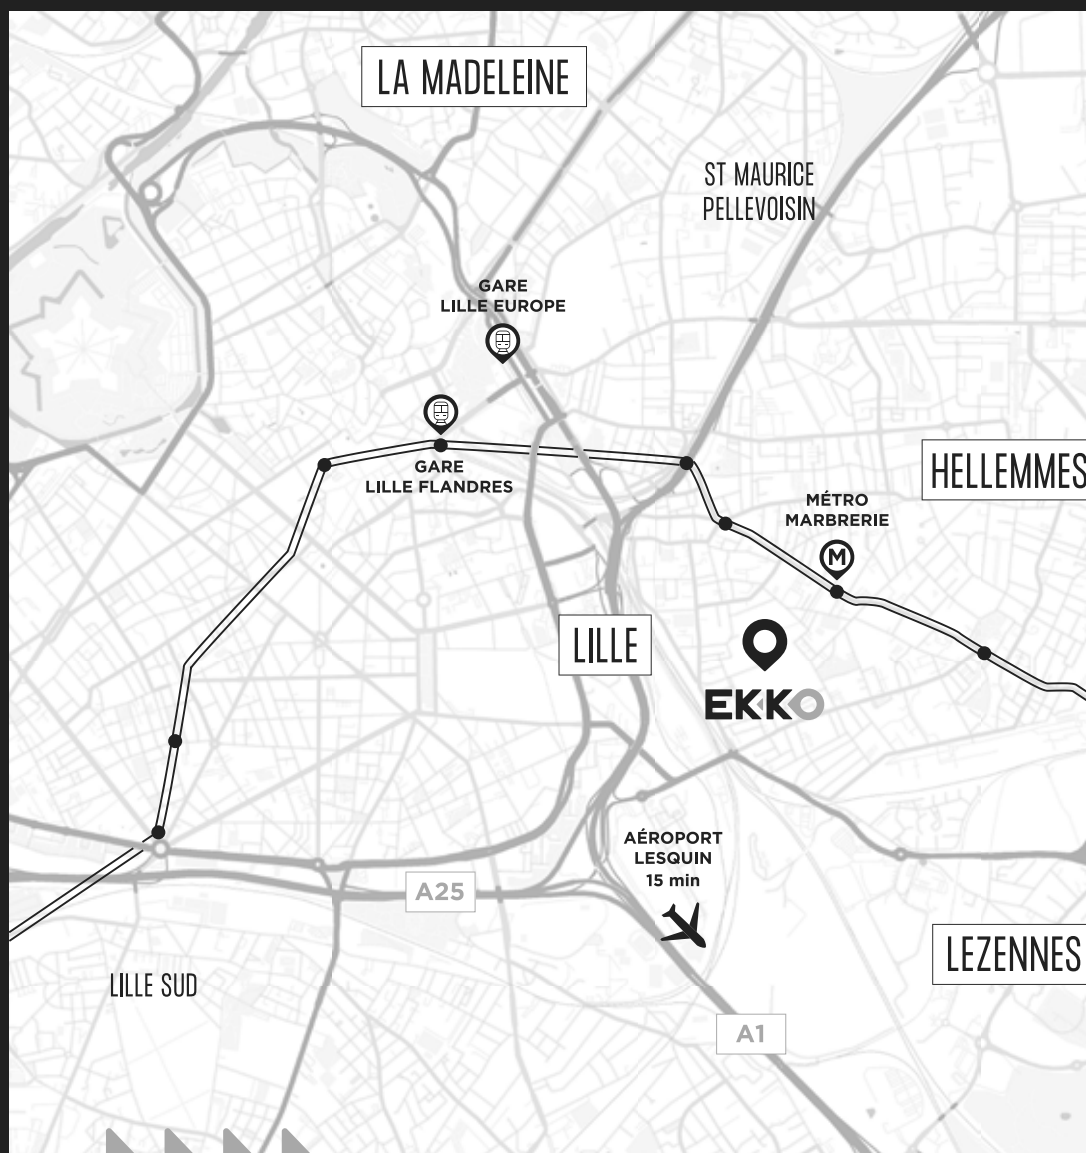 LA MADELEINE
ST MAURICE
PELLEVOISIN
GARE
LILLE EUROPE
GARE
LILLE FLANDRES
HELLEMMES
MÉTRO
MARBRERIE
M
LILLE
EKKO
AÉROPORT
LESQUIN
15 min
A25
LEZENNES
LILLE SUD
A1